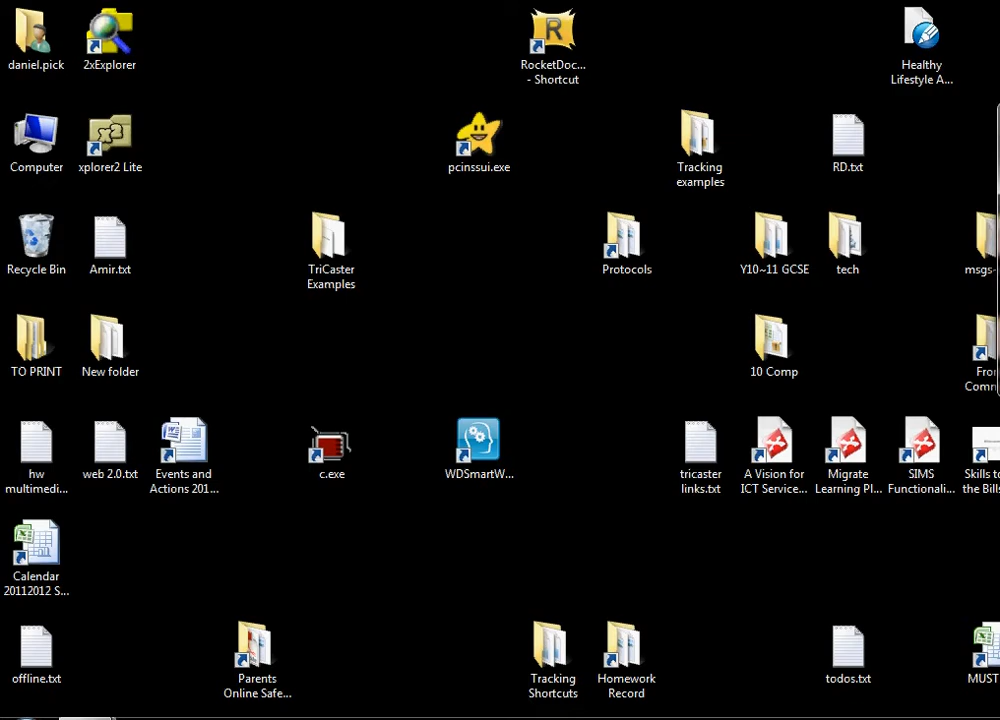 daniel.pick
2xExplorer
RocketDoc...
- Shortcut
Healthy
Lifestyle A...
Computer
xplorer2 Lite
pcinssui.exe
Tracking
examples
RD.txt
Recycle Bin
Amir.txt
TriCaster
Examples
Protocols
Y10~11 GCSE
tech
msgs-
TO PRINT
New folder
10 Comp
Fro
Comm
hw
multimedi...
web 2.0.txt
Events and
Actions 201...
c.exe
WDSmartW...
tricaster
links.txt
A Vision for
ICT Service...
Migrate
Learning Pl...
SIMS
Functionali...
Skills to
the Bills
Calendar
20112012 S...
offline.txt
Parents
Online Safe...
Tracking
Shortcuts
Homework
Record
todos.txt
MUST